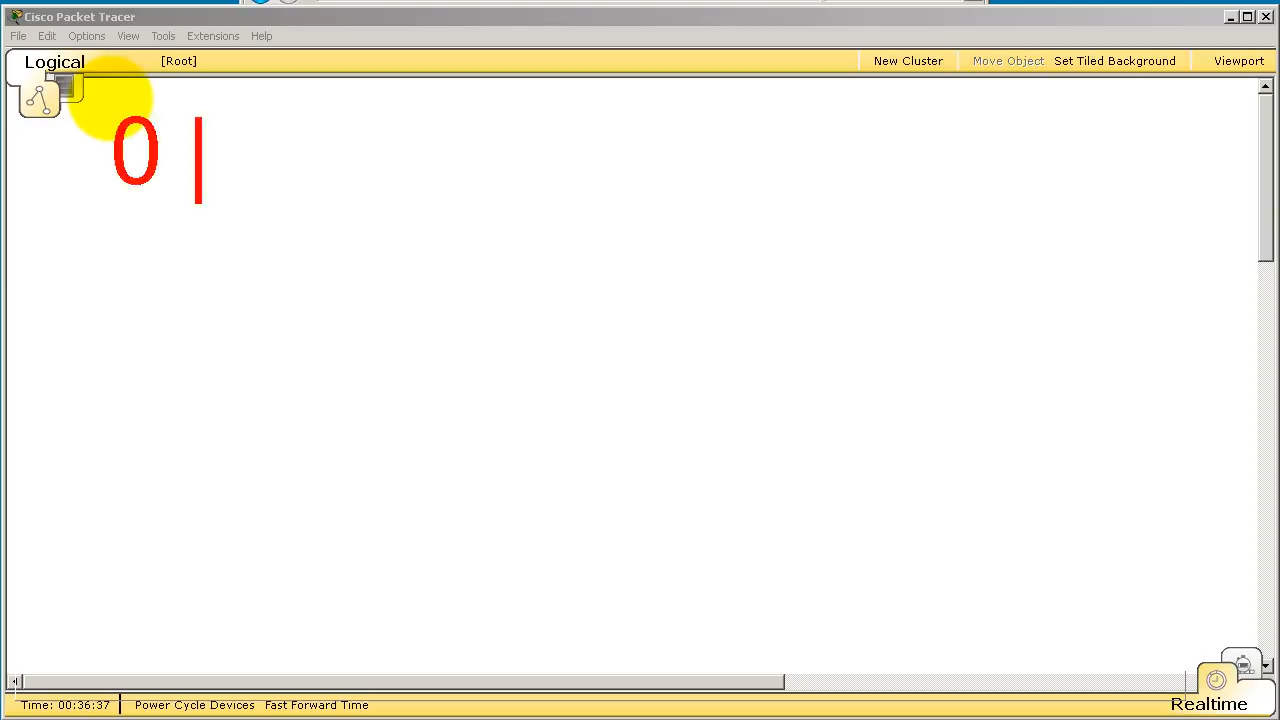 Cisco Packet Tracer
File Edit Options View Tools Extensions Help
Logical [Root] New Cluster Move Object Set Tiled Background Viewport
0 |
Time: 00:36:37 Power Cycle Devices Fast Forward Time Realtime